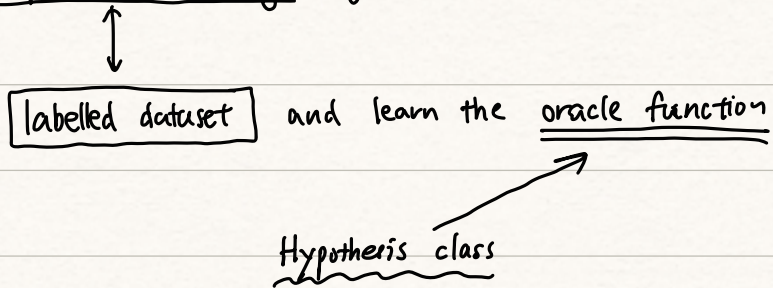 labelled dataset and learn the oracle function
Hypothesis class